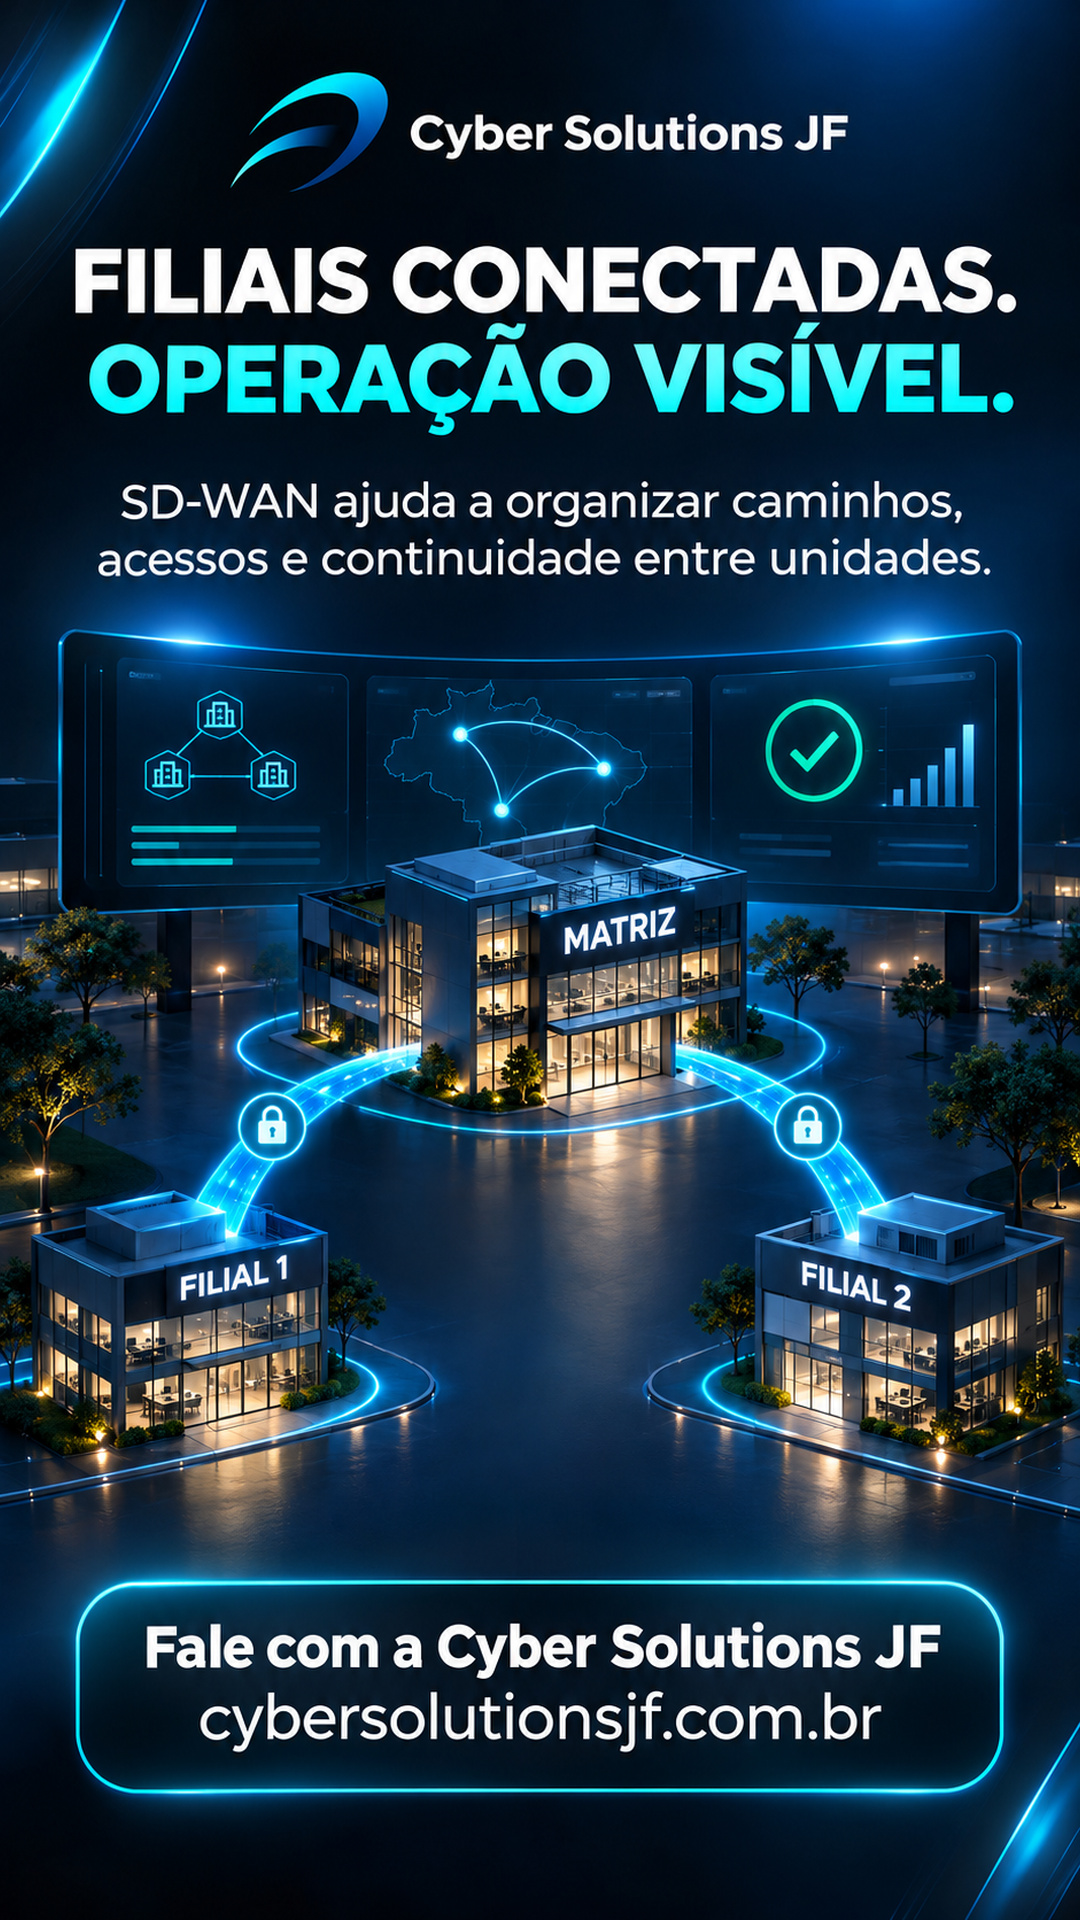 Cyber Solutions JF
FILIAIS CONECTADAS.
OPERAÇÃO VISÍVEL.
SD-WAN ajuda a organizar caminhos,
acessos e continuidade entre unidades.
MATRIZ
FILIAL 1
FILIAL 2
Fale com a Cyber Solutions JF
cybersolutionsjf.com.br